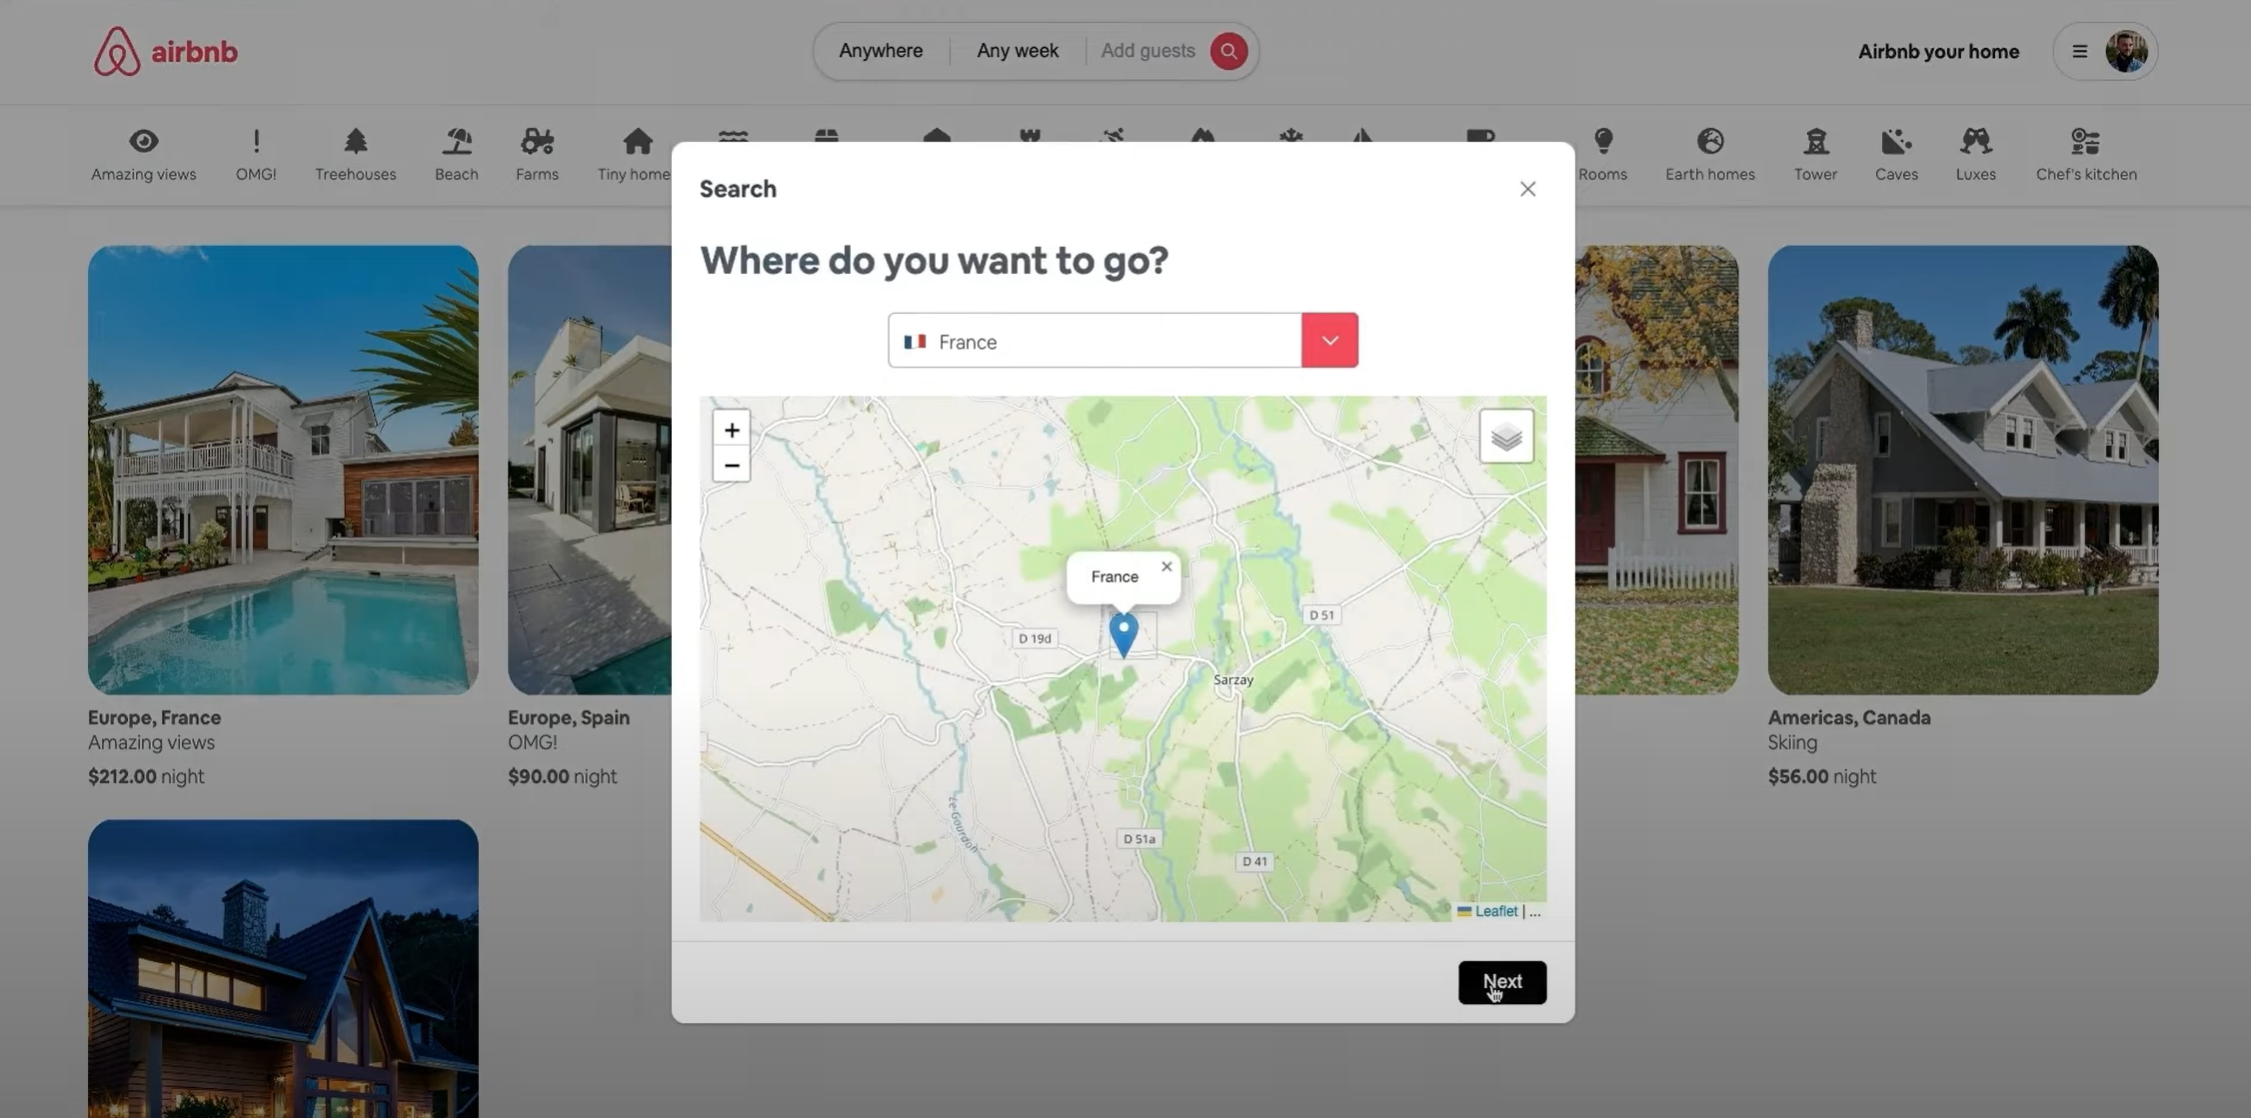 airbnb
Anywhere
Any week
Add guests
Airbnb your home
Amazing views
OMG!
Treehouses
Beach
Farms
Tiny home
Rooms
Earth homes
Tower
Caves
Luxes
Chef's kitchen
Search
Where do you want to go?
France
+
−
France ×
D 19d
D 51
Sarzay
Le Gourdon
D 51a
D 41
Leaflet | ...
Next
Europe, France
Amazing views
$212.00 night
Europe, Spain
OMG!
$90.00 night
Americas, Canada
Skiing
$56.00 night